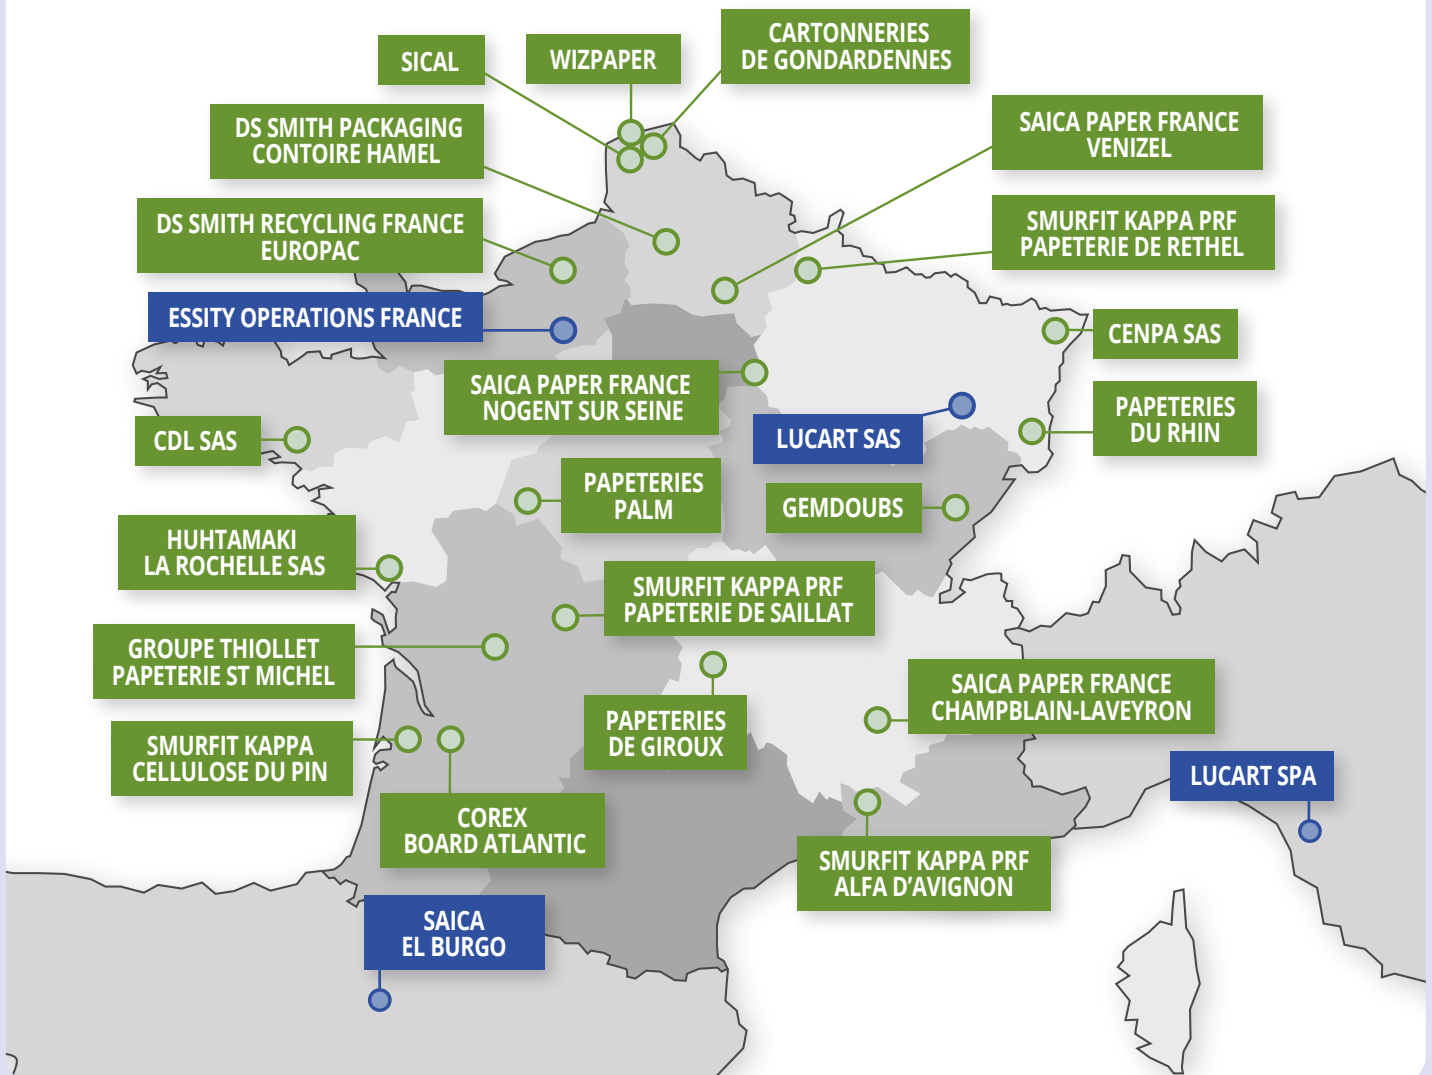 CARTONNERIES
DE GONDARDENNES
SICAL
WIZPAPER
DS SMITH PACKAGING
CONTOIRE HAMEL
SAICA PAPER FRANCE
VENIZEL
DS SMITH RECYCLING FRANCE
EUROPAC
SMURFIT KAPPA PRF
PAPETERIE DE RETHEL
ESSITY OPERATIONS FRANCE
CENPA SAS
SAICA PAPER FRANCE
NOGENT SUR SEINE
PAPETERIES
DU RHIN
CDL SAS
LUCART SAS
PAPETERIES
PALM
GEMDOUBS
HUHTAMAKI
LA ROCHELLE SAS
SMURFIT KAPPA PRF
PAPETERIE DE SAILLAT
GROUPE THIOLLET
PAPETERIE ST MICHEL
SAICA PAPER FRANCE
CHAMPBLAIN-LAVEYRON
PAPETERIES
DE GIROUX
SMURFIT KAPPA
CELLULOSE DU PIN
LUCART SPA
COREX
BOARD ATLANTIC
SMURFIT KAPPA PRF
ALFA D’AVIGNON
SAICA
EL BURGO